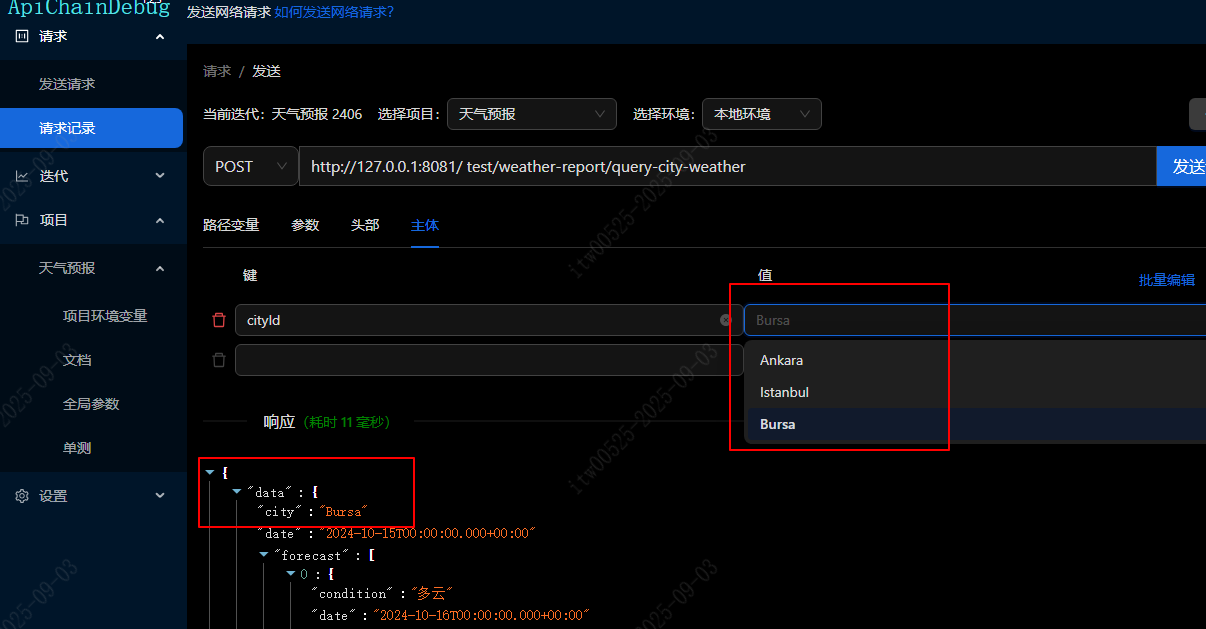 ApiChainDebug
发送网络请求 如何发送网络请求?
请求
发送请求
请求记录
迭代
项目
天气预报
项目环境变量
文档
全局参数
单测
设置
请求 / 发送
当前迭代: 天气预报 2406 选择项目: 天气预报 选择环境: 本地环境
POST http://127.0.0.1:8081/ test/weather-report/query-city-weather 发送
路径变量 参数 头部 主体
键 值 批量编辑
cityId Bursa
Ankara
Istanbul
Bursa
响应 (耗时 11 毫秒)
{
"data" : {
"city" : "Bursa"
"date" : "2024-10-15T00:00:00.000+00:00"
"forecast" : [
0 : {
"condition" : "多云"
"date" : "2024-10-16T00:00:00.000+00:00"
itw00525-2025-09-03
itw00525-2025-09-03
2025-09-03
2025-09-03
2025-09-03
2025-09-03